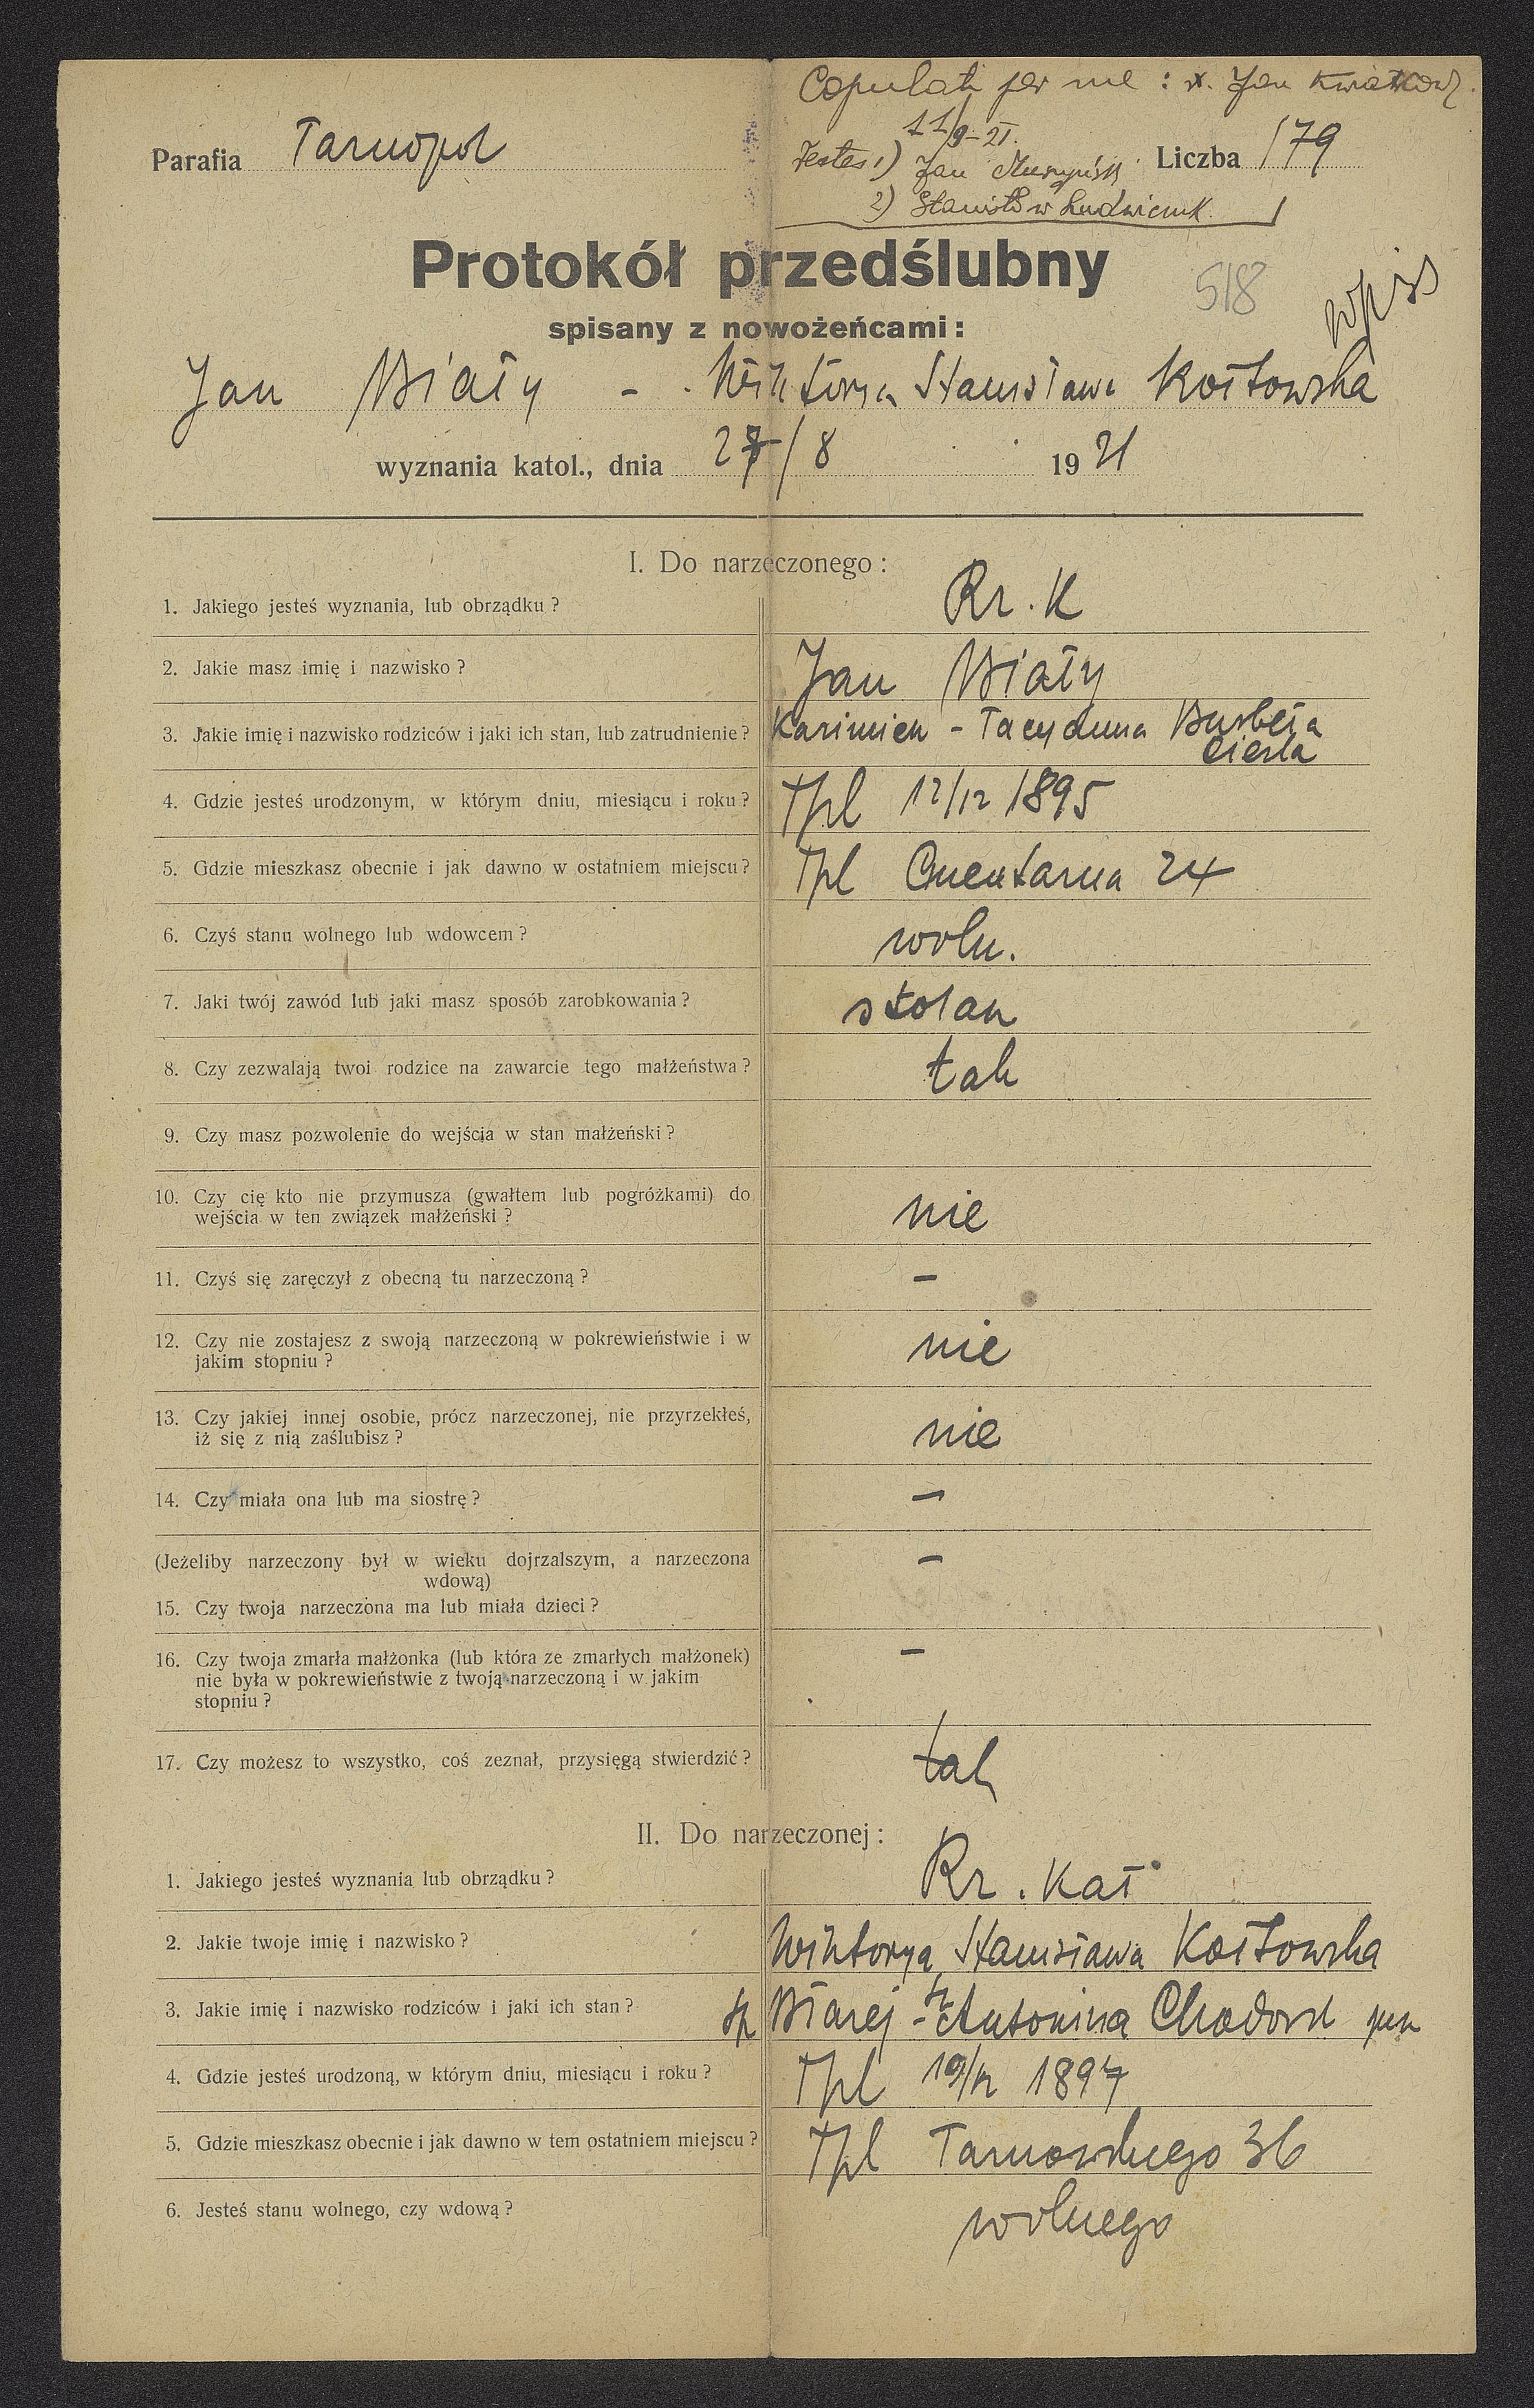 Copulati per me : x. Jan Kwiatkow
11/9-21.
Parafia Tarnopol
Testes 1) Jan Liczba 179
2) Stanisław Ludwiczuk.
Protokół przedślubny
518
wpis
spisany z nowożeńcami:
Jan Biały - Wiktorya Stanisława Kozłowska
wyznania katol., dnia 27/8 1921
I. Do narzeczonego:
1. Jakiego jesteś wyznania, lub obrządku? Rz. K
2. Jakie masz imię i nazwisko? Jan Biały
3. Jakie imię i nazwisko rodziców i jaki ich stan, lub zatrudnienie? Kazimierz -
cieśla
4. Gdzie jesteś urodzonym, w którym dniu, miesiącu i roku? Tpl 12/12 1895
5. Gdzie mieszkasz obecnie i jak dawno w ostatniem miejscu? Tpl Cmentarna 24
6. Czyś stanu wolnego lub wdowcem? woln.
7. Jaki twój zawód lub jaki masz sposób zarobkowania? stolarz
8. Czy zezwalają twoi rodzice na zawarcie tego małżeństwa? tak
9. Czy masz pozwolenie do wejścia w stan małżeński?
10. Czy cię kto nie przymusza (gwałtem lub pogróżkami) do
wejścia w ten związek małżeński? nie
11. Czyś się zaręczył z obecną tu narzeczoną? –
12. Czy nie zostajesz z swoją narzeczoną w pokrewieństwie i w
jakim stopniu? nie
13. Czy jakiej innej osobie, prócz narzeczonej, nie przyrzekłeś,
iż się z nią zaślubisz? nie
14. Czy miała ona lub ma siostrę? –
(Jeżeliby narzeczony był w wieku dojrzalszym, a narzeczona –
wdową)
15. Czy twoja narzeczona ma lub miała dzieci?
16. Czy twoja zmarła małżonka (lub która ze zmarłych małżonek) –
nie była w pokrewieństwie z twoją narzeczoną i w jakim
stopniu?
17. Czy możesz to wszystko, coś zeznał, przysięgą stwierdzić? tak
II. Do narzeczonej:
1. Jakiego jesteś wyznania lub obrządku? Rz. Kat
2. Jakie twoje imię i nazwisko? Wiktorya Stanisława Kozłowska
3. Jakie imię i nazwisko rodziców i jaki ich stan? śp Błażej - śp Antonina
4. Gdzie jesteś urodzoną, w którym dniu, miesiącu i roku? Tpl 1897
5. Gdzie mieszkasz obecnie i jak dawno w tem ostatniem miejscu? Tpl Tarnowskiego 36
6. Jesteś stanu wolnego, czy wdową? wolnego